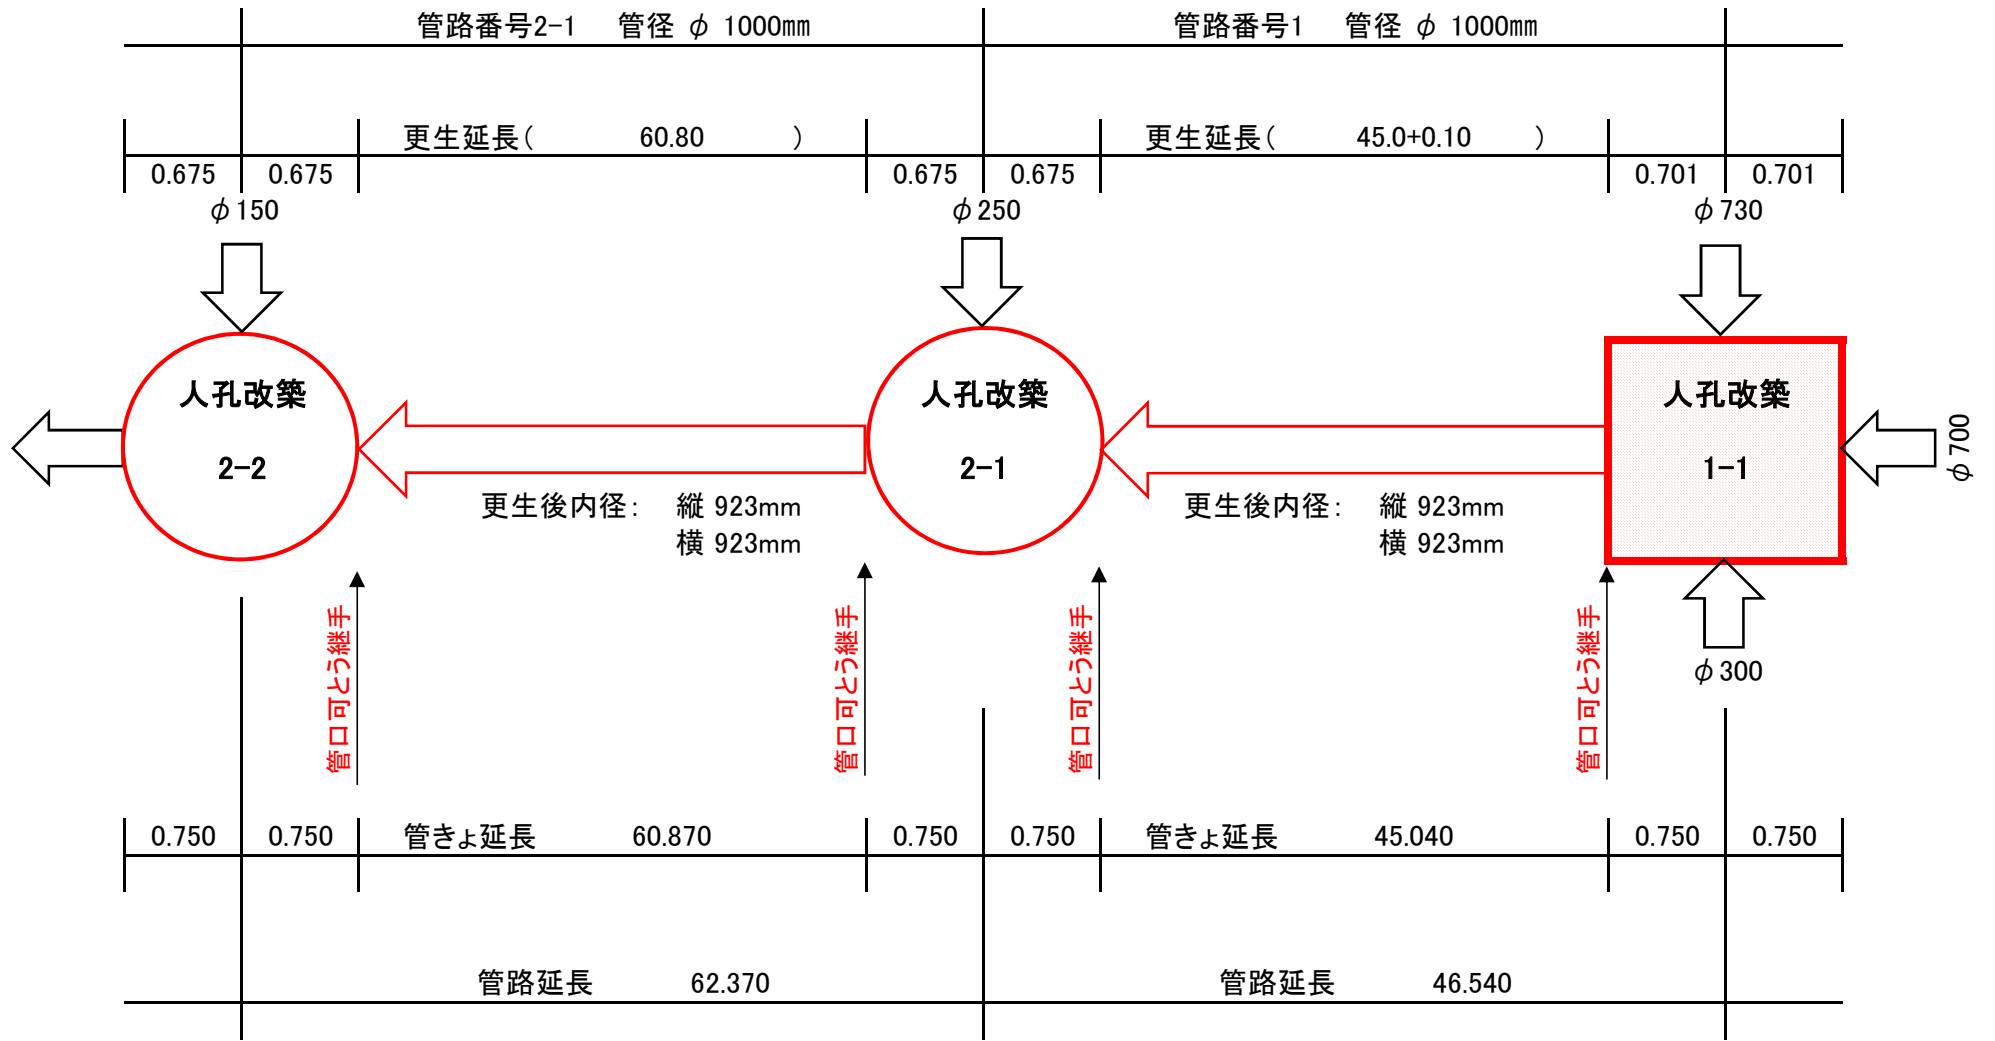 管路番号2-1 管径 φ 1000㎜
管路番号1 管径 φ 1000㎜
更生延長( 60.80 )
更生延長( 45.0+0.10 )
0.675
0.675
0.675
0.675
0.701
0.701
φ150
φ250
φ730
人孔改築
2-2
人孔改築
2-1
人孔改築
1-1
φ700
更生後内径: 縦 923mm
横 923mm
更生後内径: 縦 923mm
横 923mm
管口可とう継手
管口可とう継手
管口可とう継手
管口可とう継手
φ300
0.750
0.750
管きょ延長 60.870
0.750
0.750
管きょ延長 45.040
0.750
0.750
管路延長 62.370
管路延長 46.540